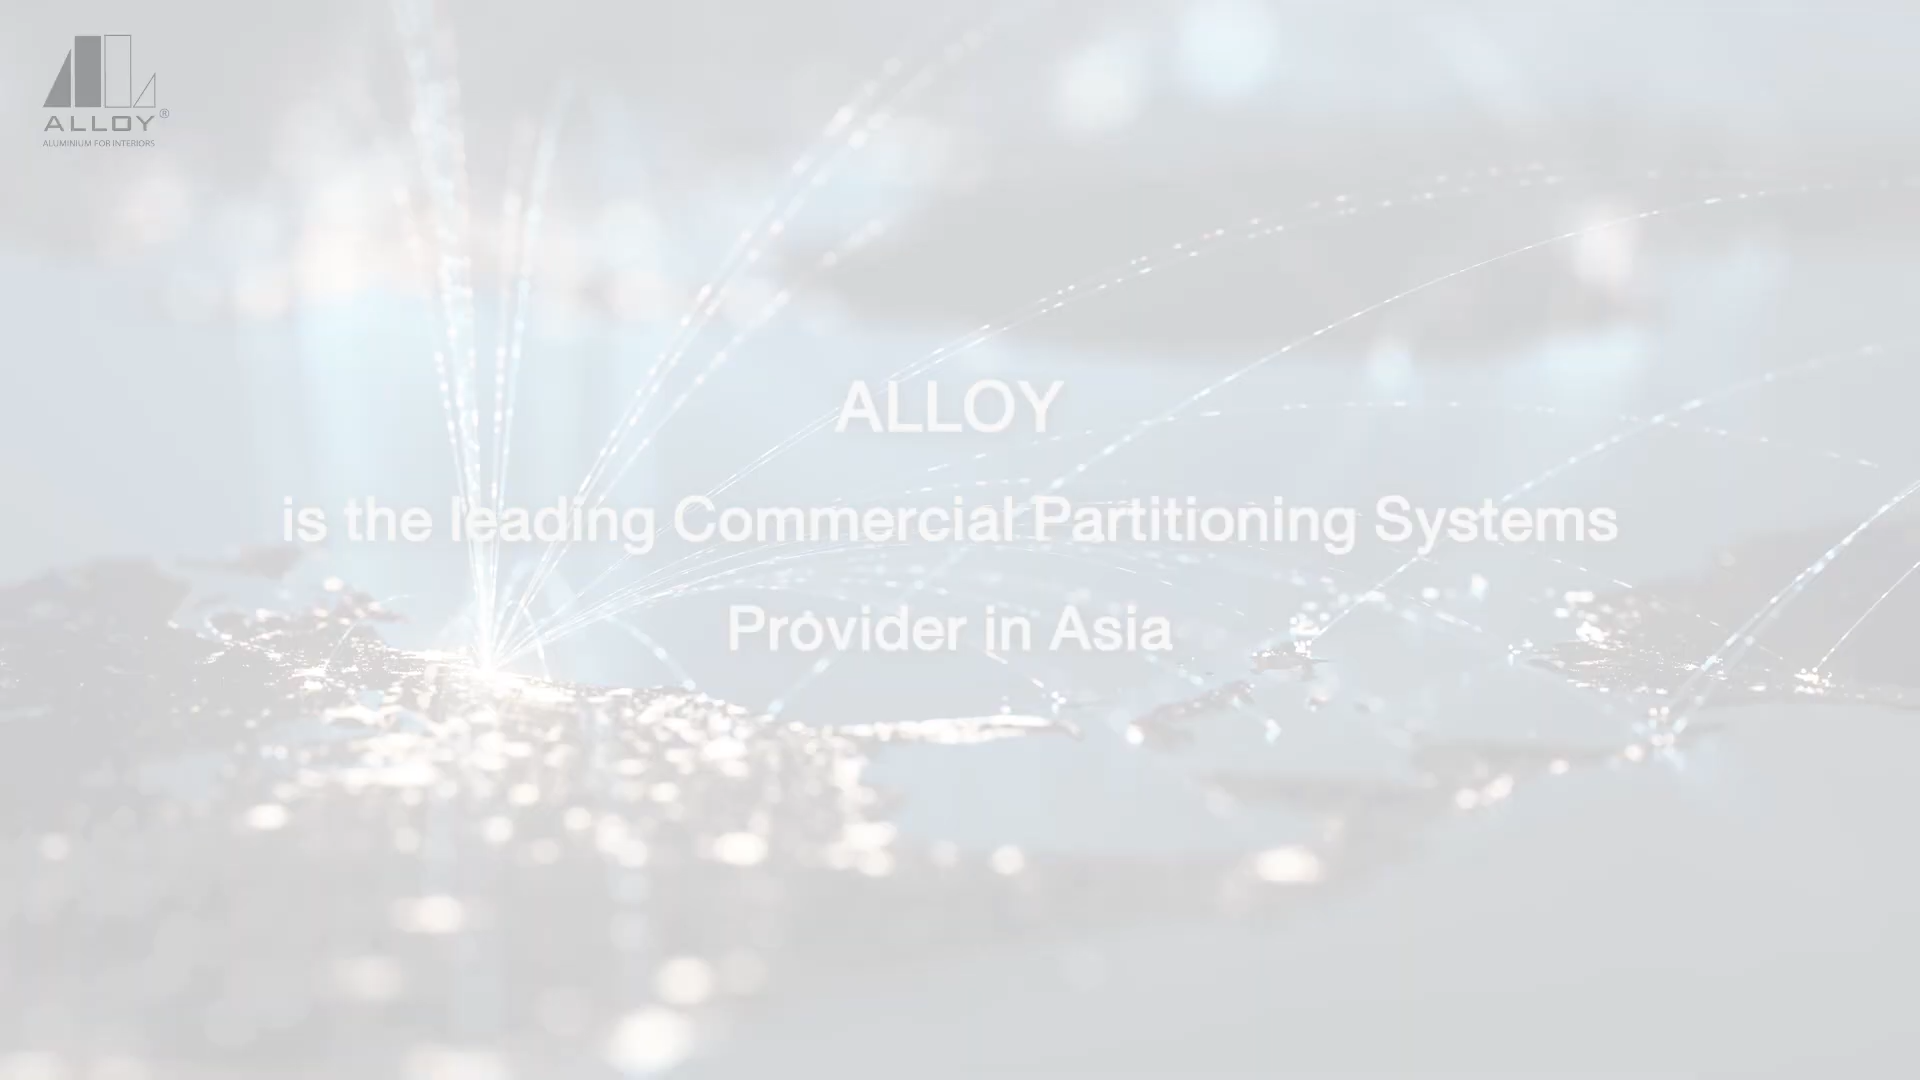 ALLOY®
ALUMINIUM FOR INTERIORS
ALLOY
is the leading Commercial Partitioning Systems
Provider in Asia